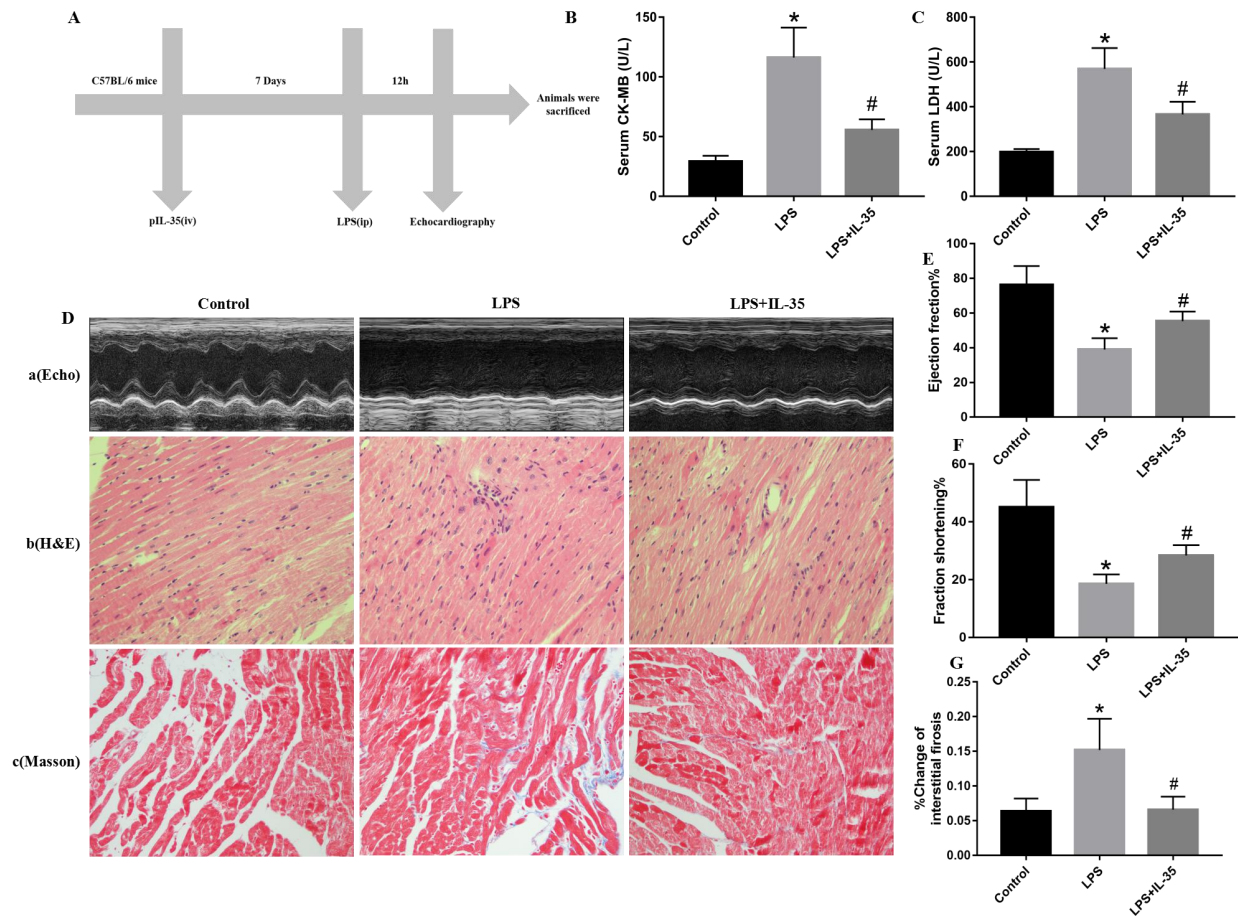 A
C57BL/6 mice
7 Days
12h
Animals were
sacrificed
pIL-35(iv)
LPS(ip)
Echocardiography
B
Serum CK-MB (U/L)
150
100
50
0
*
#
Control
LPS
LPS+IL-35
C
Serum LDH (U/L)
800
600
400
200
0
*
#
Control
LPS
LPS+IL-35
D
Control
LPS
LPS+IL-35
a(Echo)
b(H&E)
c(Masson)
E
Ejection frection%
100
80
60
40
20
0
*
#
Control
LPS
LPS+IL-35
F
Fraction shortening%
60
40
20
0
*
#
Control
LPS
LPS+IL-35
G
%Change of
interstitial firosis
0.25
0.20
0.15
0.10
0.05
0.00
*
#
Control
LPS
LPS+IL-35